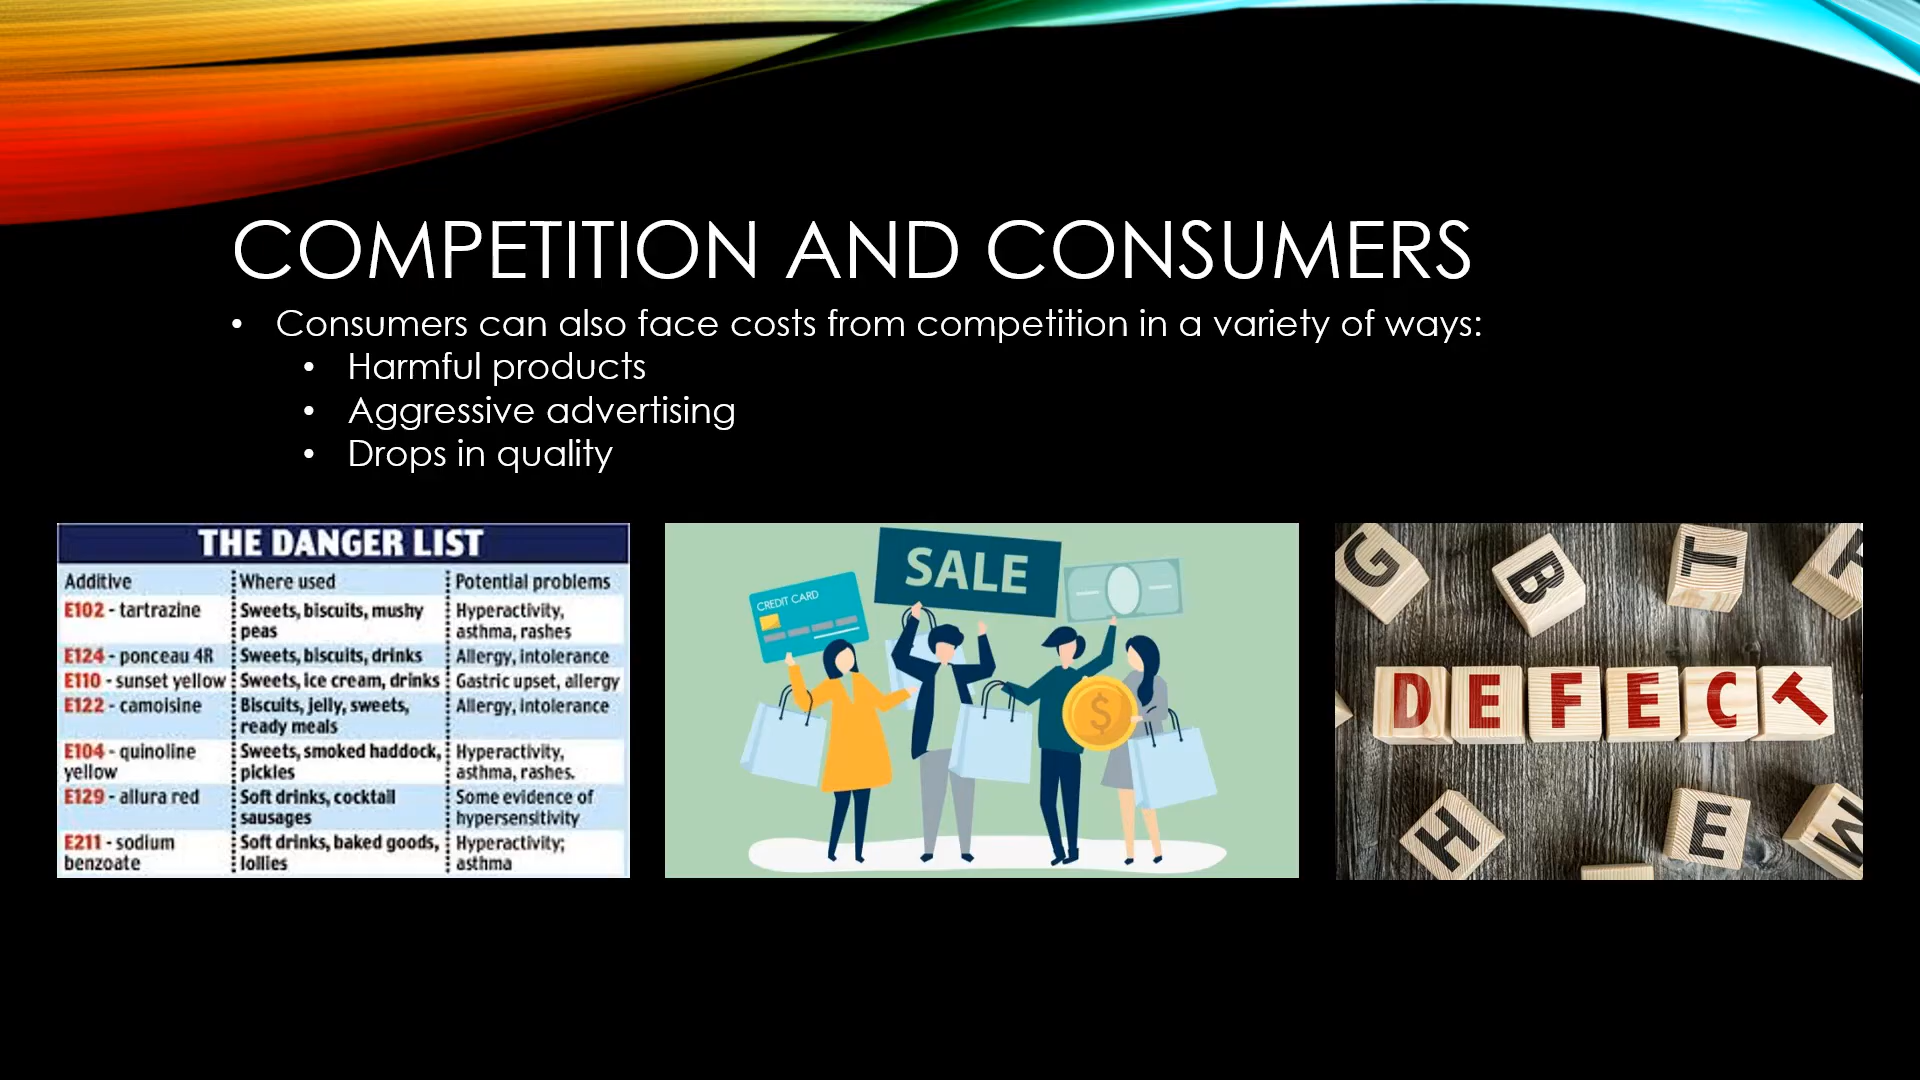 COMPETITION AND CONSUMERS
• Consumers can also face costs from competition in a variety of ways:
• Harmful products
• Aggressive advertising
• Drops in quality
THE DANGER LIST
Additive Where used Potential problems
E102 - tartrazine Sweets, biscuits, mushy peas Hyperactivity, asthma, rashes
E124 - ponceau 4R Sweets, biscuits, drinks Allergy, intolerance
E110 - sunset yellow Sweets, ice cream, drinks Gastric upset, allergy
E122 - camoisine Biscuits, jelly, sweets, ready meals Allergy, intolerance
E104 - quinoline yellow Sweets, smoked haddock, pickles Hyperactivity, asthma, rashes.
E129 - allura red Soft drinks, cocktail sausages Some evidence of hypersensitivity
E211 - sodium benzoate Soft drinks, baked goods, lollies Hyperactivity; asthma
SALE
CREDIT CARD
$
G B T
DEFECT
H E M